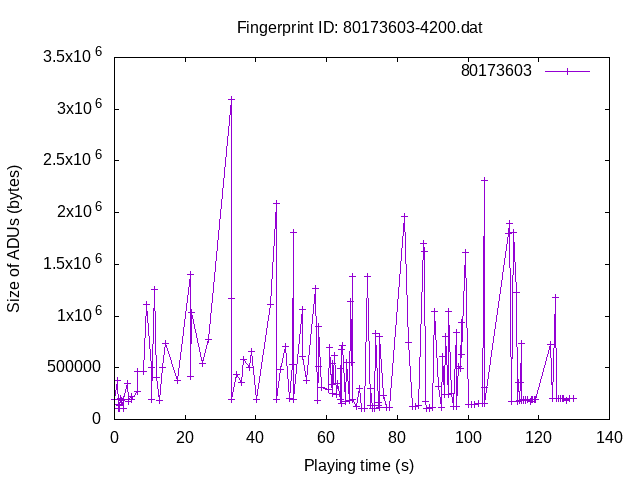 Fingerprint ID: 80173603-4200.dat
80173603
3.5x10^6
3x10^6
2.5x10^6
2x10^6
1.5x10^6
1x10^6
500000
0
Size of ADUs (bytes)
0 20 40 60 80 100 120 140
Playing time (s)